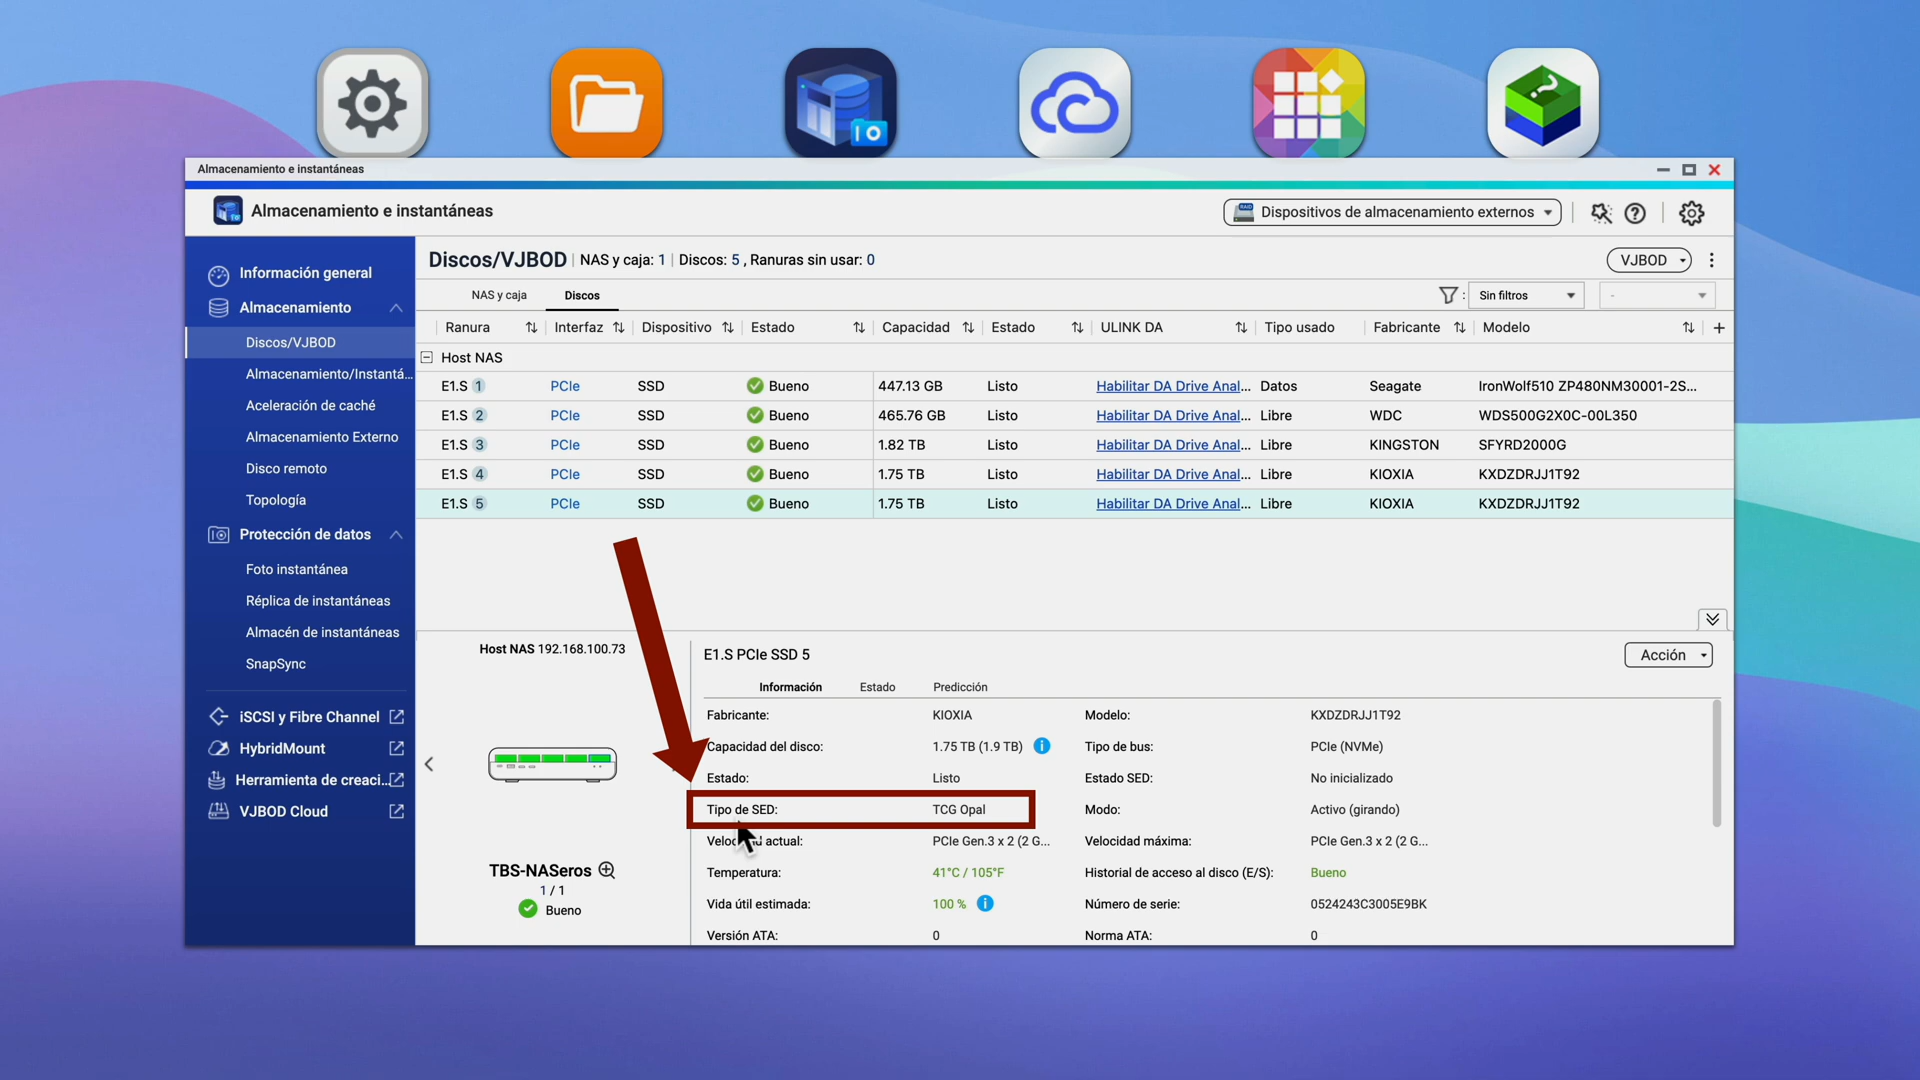 Almacenamiento e instantáneas
Almacenamiento e instantáneas
RAID Dispositivos de almacenamiento externos
Información general
Almacenamiento
Discos/VJBOD
Almacenamiento/Instantá...
Aceleración de caché
Almacenamiento Externo
Disco remoto
Topología
Protección de datos
Foto instantánea
Réplica de instantáneas
Almacén de instantáneas
SnapSync
iSCSI y Fibre Channel
HybridMount
Herramienta de creaci...
VJBOD Cloud
Discos/VJBOD | NAS y caja: 1 | Discos: 5 , Ranuras sin usar: 0
VJBOD
NAS y caja Discos
: Sin filtros -
Ranura Interfaz Dispositivo Estado Capacidad Estado ULINK DA Tipo usado Fabricante Modelo +
Host NAS
E1.S 1 PCIe SSD Bueno 447.13 GB Listo Habilitar DA Drive Anal... Datos Seagate IronWolf510 ZP480NM30001-2S...
E1.S 2 PCIe SSD Bueno 465.76 GB Listo Habilitar DA Drive Anal... Libre WDC WDS500G2X0C-00L350
E1.S 3 PCIe SSD Bueno 1.82 TB Listo Habilitar DA Drive Anal... Libre KINGSTON SFYRD2000G
E1.S 4 PCIe SSD Bueno 1.75 TB Listo Habilitar DA Drive Anal... Libre KIOXIA KXDZDRJJ1T92
E1.S 5 PCIe SSD Bueno 1.75 TB Listo Habilitar DA Drive Anal... Libre KIOXIA KXDZDRJJ1T92
Host NAS 192.168.100.73
TBS-NASeros
1 / 1
Bueno
E1.S PCIe SSD 5
Acción
Información Estado Predicción
Fabricante: KIOXIA Modelo: KXDZDRJJ1T92
Capacidad del disco: 1.75 TB (1.9 TB) Tipo de bus: PCIe (NVMe)
Estado: Listo Estado SED: No inicializado
Tipo de SED: TCG Opal Modo: Activo (girando)
actual: PCIe Gen.3 x 2 (2 G... Velocidad máxima: PCIe Gen.3 x 2 (2 G...
Temperatura: 41°C / 105°F Historial de acceso al disco (E/S): Bueno
Vida útil estimada: 100 % Número de serie: 0524243C3005E9BK
Versión ATA: 0 Norma ATA: 0